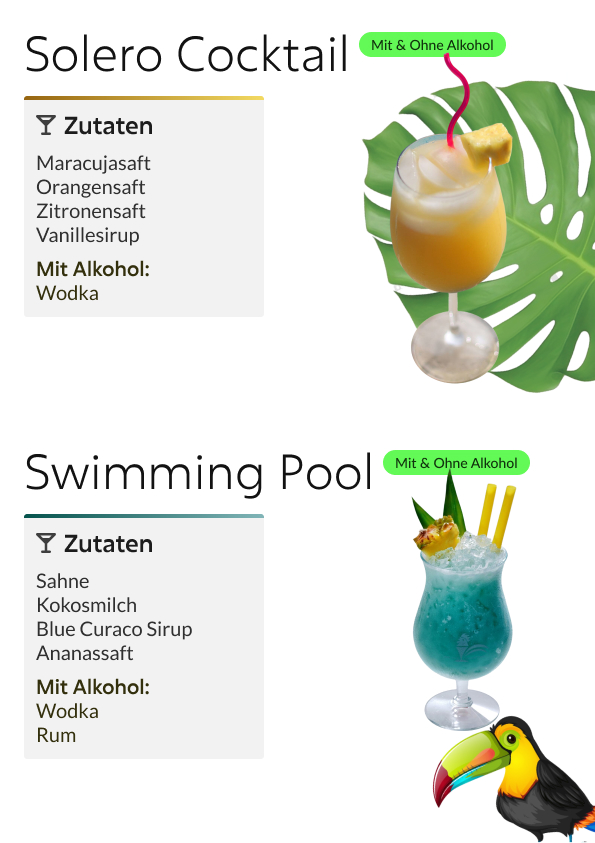 Solero Cocktail
Mit & Ohne Alkohol
Zutaten
Maracujasaft
Orangensaft
Zitronensaft
Vanillesirup
Mit Alkohol:
Wodka
Swimming Pool
Mit & Ohne Alkohol
Zutaten
Sahne
Kokosmilch
Blue Curaco Sirup
Ananassaft
Mit Alkohol:
Wodka
Rum